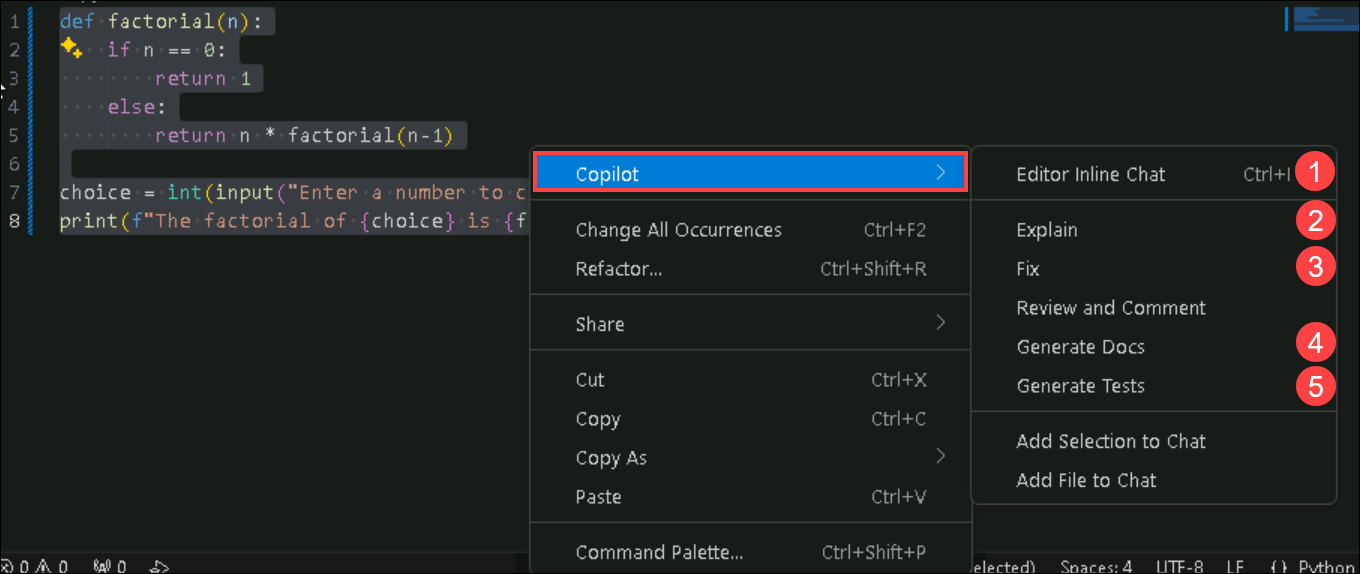 1 def factorial(n):
2 if n == 0:
3 return 1
4 else:
5 return n * factorial(n-1)
6
7 choice = int(input("Enter a number to c
8 print(f"The factorial of {choice} is {f
Copilot
Change All Occurrences Ctrl+F2
Refactor... Ctrl+Shift+R
Share
Cut Ctrl+X
Copy Ctrl+C
Copy As
Paste Ctrl+V
Command Palette... Ctrl+Shift+P
Editor Inline Chat Ctrl+I 1
Explain 2
Fix 3
Review and Comment
Generate Docs 4
Generate Tests 5
Add Selection to Chat
Add File to Chat
0 0 0 elected) Spaces: 4 UTF-8 LF {} Python